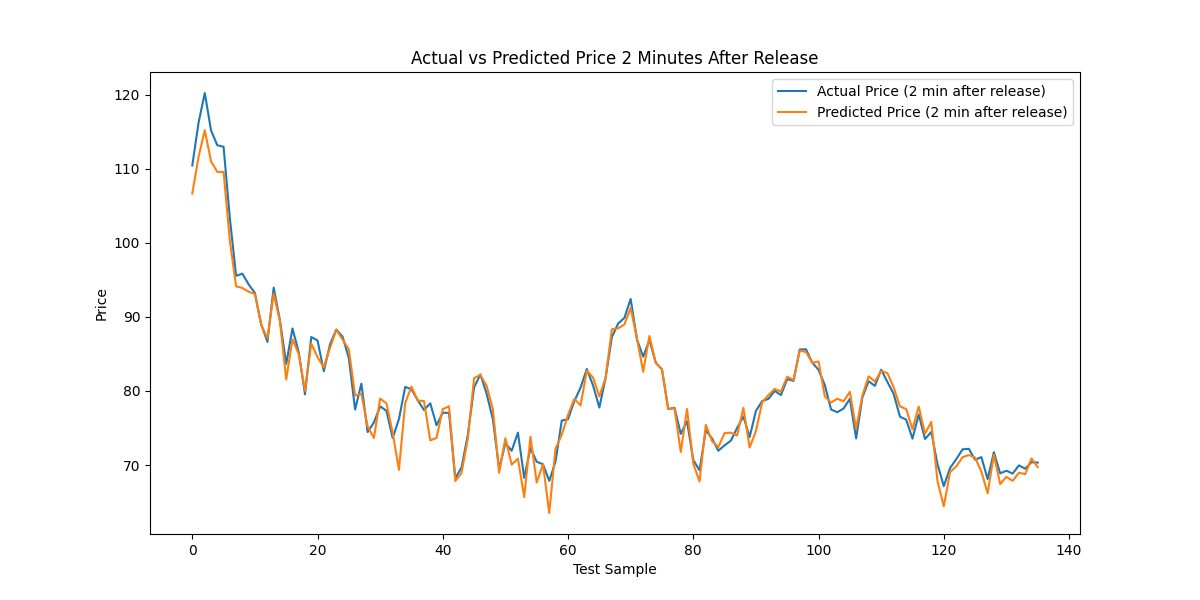 Actual vs Predicted Price 2 Minutes After Release
Actual Price (2 min after release)
Predicted Price (2 min after release)
Price
120
110
100
90
80
70
0 20 40 60 80 100 120 140
Test Sample